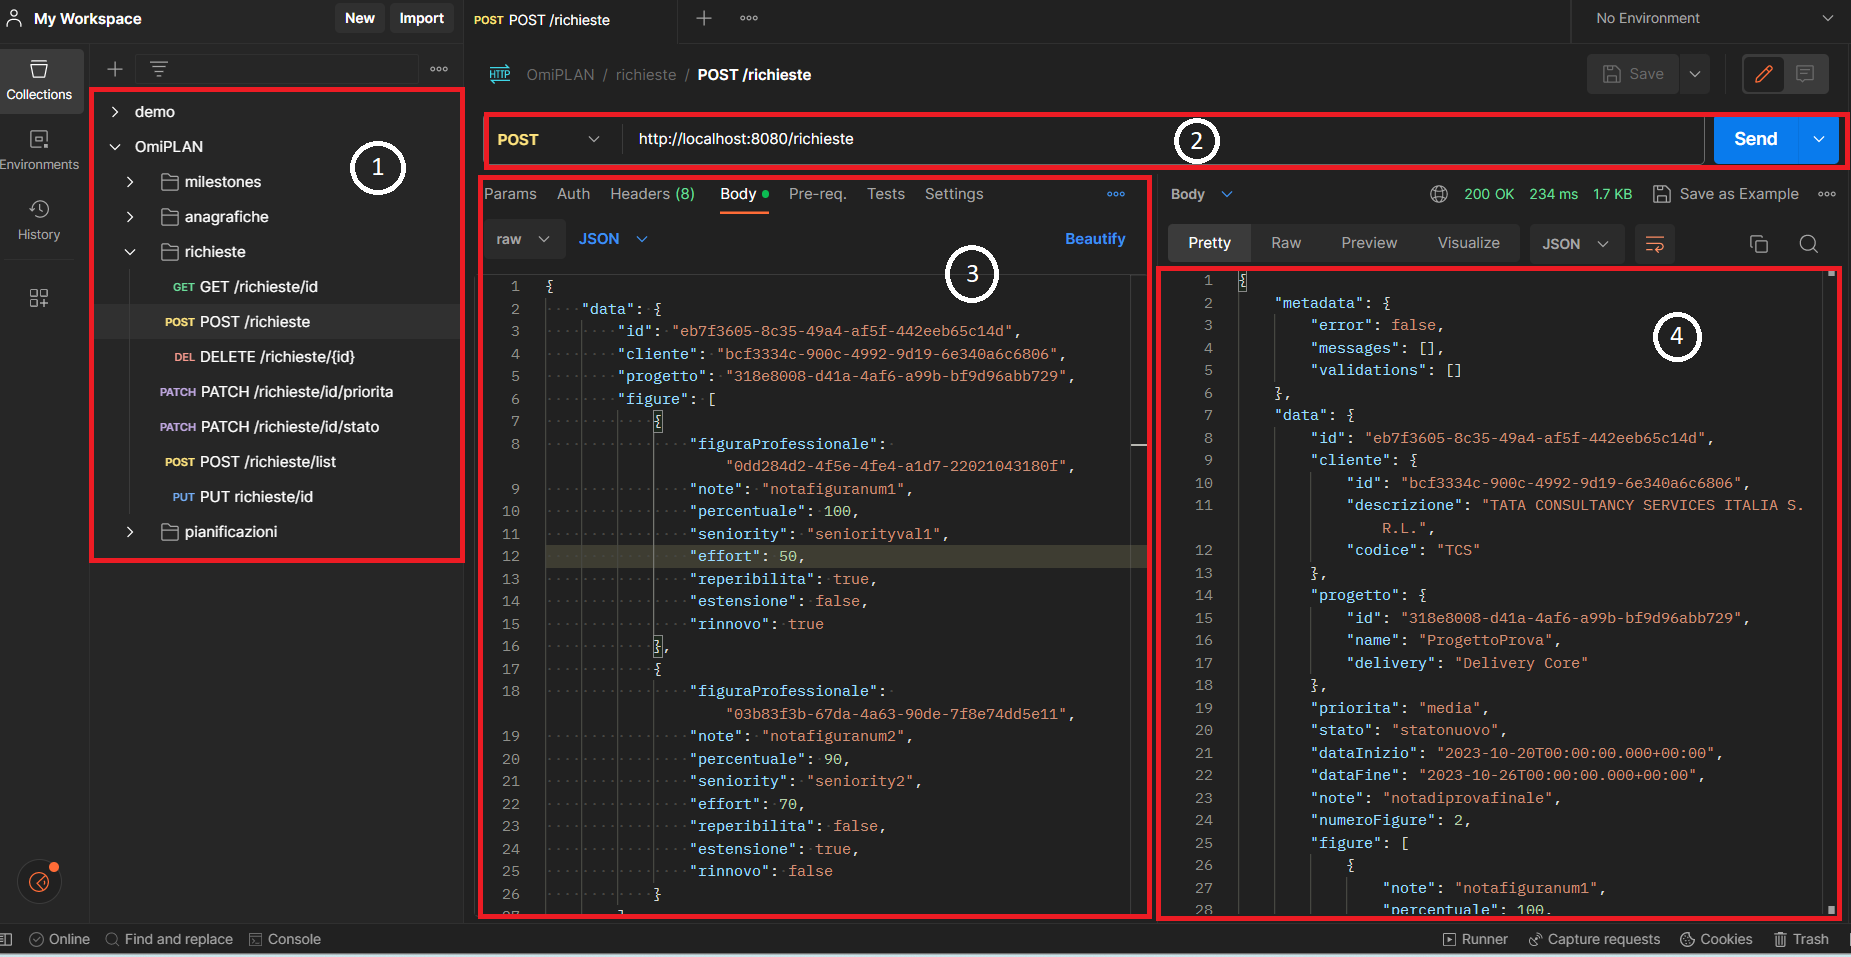 My Workspace
New
Import
POST POST /richieste
No Environment
Collections
Environments
History
demo
OmiPLAN
milestones
anagrafiche
richieste
GET GET /richieste/id
POST POST /richieste
DEL DELETE /richieste/{id}
PATCH PATCH /richieste/id/priorita
PATCH PATCH /richieste/id/stato
POST POST /richieste/list
PUT PUT richieste/id
pianificazioni
1
HTTP OmiPLAN / richieste / POST /richieste
Save
POST http://localhost:8080/richieste
2
Send
Params Auth Headers (8) Body Pre-req. Tests Settings
raw JSON Beautify
3
1 {
2 "data": {
3 "id": "eb7f3605-8c35-49a4-af5f-442eeb65c14d",
4 "cliente": "bcf3334c-900c-4992-9d19-6e340a6c6806",
5 "progetto": "318e8008-d41a-4af6-a99b-bf9d96abb729",
6 "figure": [
7 {
8 "figuraProfessionale":
"0dd284d2-4f5e-4fe4-a1d7-22021043180f",
9 "note": "notafiguranum1",
10 "percentuale": 100,
11 "seniority": "seniorityval1",
12 "effort": 50,
13 "reperibilita": true,
14 "estensione": false,
15 "rinnovo": true
16 },
17 {
18 "figuraProfessionale":
"03b83f3b-67da-4a63-90de-7f8e74dd5e11",
19 "note": "notafiguranum2",
20 "percentuale": 90,
21 "seniority": "seniority2",
22 "effort": 70,
23 "reperibilita": false,
24 "estensione": true,
25 "rinnovo": false
26 }
27 ]
Body 200 OK 234 ms 1.7 KB Save as Example
Pretty Raw Preview Visualize JSON
4
1 {
2 "metadata": {
3 "error": false,
4 "messages": [],
5 "validations": []
6 },
7 "data": {
8 "id": "eb7f3605-8c35-49a4-af5f-442eeb65c14d",
9 "cliente": {
10 "id": "bcf3334c-900c-4992-9d19-6e340a6c6806",
11 "descrizione": "TATA CONSULTANCY SERVICES ITALIA S.
R.L.",
12 "codice": "TCS"
13 },
14 "progetto": {
15 "id": "318e8008-d41a-4af6-a99b-bf9d96abb729",
16 "name": "ProgettoProva",
17 "delivery": "Delivery Core"
18 },
19 "priorita": "media",
20 "stato": "statonuovo",
21 "dataInizio": "2023-10-20T00:00:00.000+00:00",
22 "dataFine": "2023-10-26T00:00:00.000+00:00",
23 "note": "notadiprovafinale",
24 "numeroFigure": 2,
25 "figure": [
26 {
27 "note": "notafiguranum1",
28 "percentuale": 100,
Online Find and replace Console
Runner Capture requests Cookies Trash